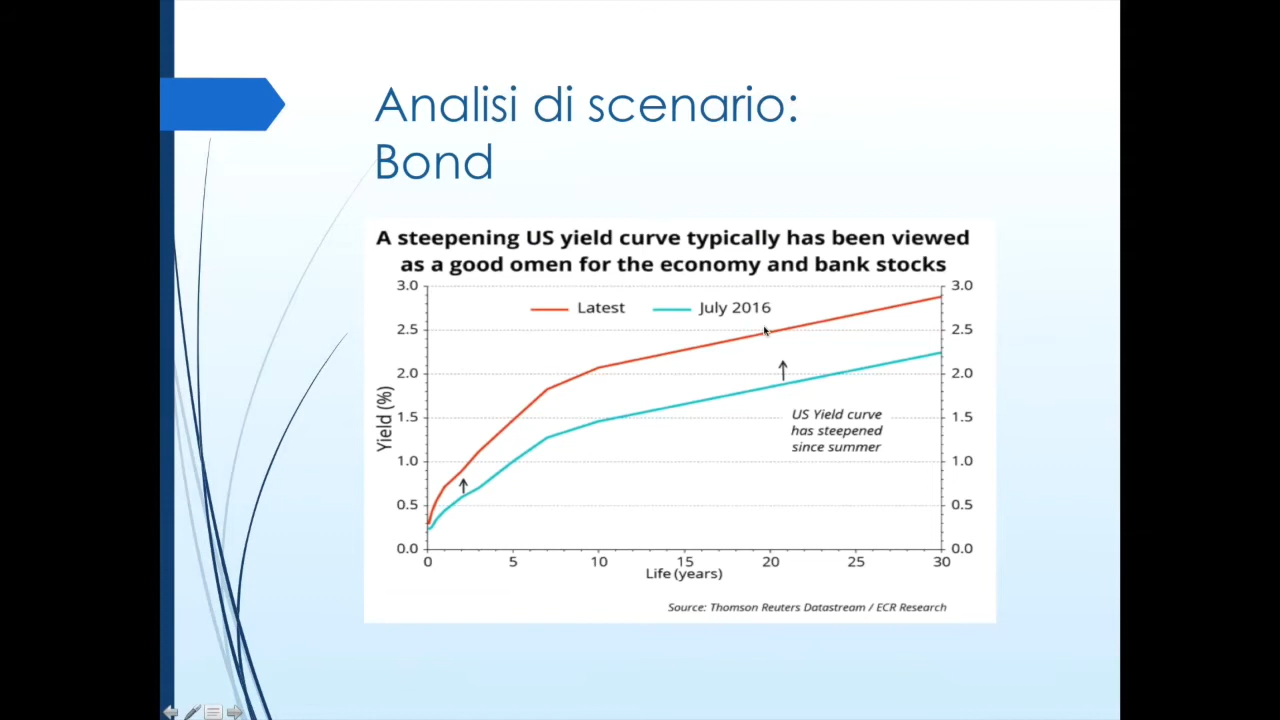 Analisi di scenario:
Bond
A steepening US yield curve typically has been viewed
as a good omen for the economy and bank stocks
Latest
July 2016
3.0
2.5
2.0
1.5
1.0
0.5
0.0
Yield (%)
3.0
2.5
2.0
1.5
1.0
0.5
0.0
US Yield curve
has steepened
since summer
0 5 10 15 20 25 30
Life (years)
Source: Thomson Reuters Datastream / ECR Research